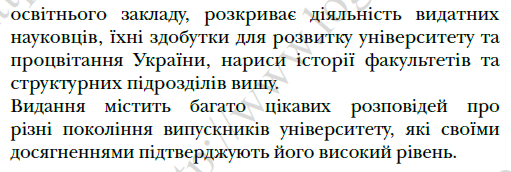 освітнього закладу, розкриває діяльність видатних
науковців, їхні здобутки для розвитку університету та
процвітання України, нариси історії факультетів та
структурних підрозділів вишу.
Видання містить багато цікавих розповідей про
різні покоління випускників університету, які своїми
досягненнями підтверджують його високий рівень.